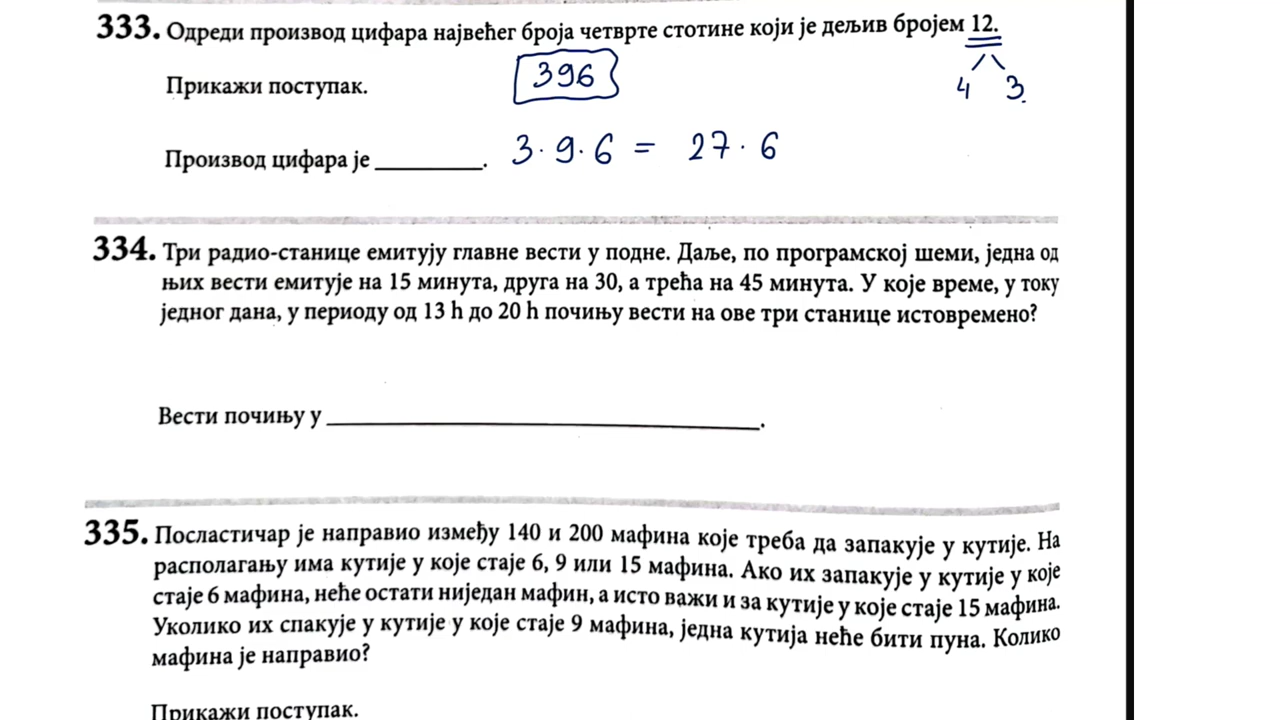 333. Одреди производ цифара највећег броја четврте стотине који је дељив бројем 12.
Прикажи поступак.
396
4 3
Производ цифара је ________. 3·9·6 = 27·6
334. Три радио-станице емитују главне вести у подне. Даље, по програмској шеми, једна од
њих вести емитује на 15 минута, друга на 30, а трећа на 45 минута. У које време, у току
једног дана, у периоду од 13 h до 20 h почињу вести на ове три станице истовремено?
Вести почињу у ________________________________.
335. Посластичар је направио између 140 и 200 мафина које треба да запакује у кутије. На
располагању има кутије у које стаје 6, 9 или 15 мафина. Ако их запакује у кутије у које
стаје 6 мафина, неће остати ниједан мафин, а исто важи и за кутије у које стаје 15 мафина.
Уколико их спакује у кутије у које стаје 9 мафина, једна кутија неће бити пуна. Колико
мафина је направио?
Прикажи поступак.